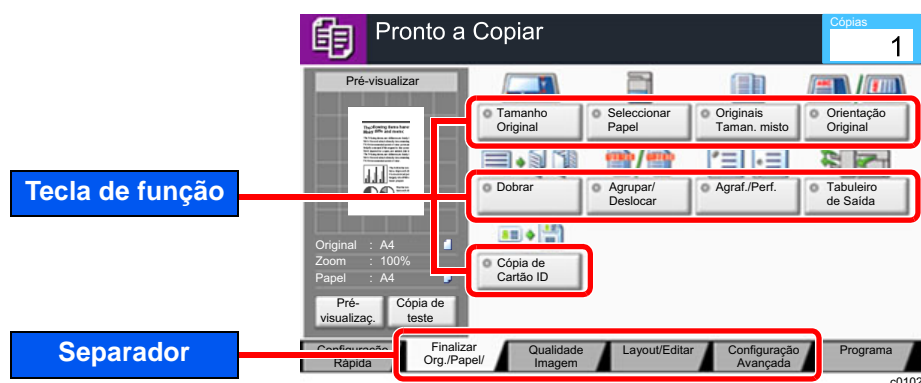 Pronto a Copiar
Cópias
1
Pré-visualizar
Tamanho
Original
Seleccionar
Papel
Originais
Taman. misto
Orientação
Original
Tecla de função
Dobrar
Agrupar/
Deslocar
Agraf./Perf.
Tabuleiro
de Saída
Original : A4
Zoom : 100%
Papel : A4
Cópia de
Cartão ID
Pré-
visualizaç.
Cópia de
teste
Separador
Configuração
Rápida
Finalizar
Org./Papel/
Qualidade
Imagem
Layout/Editar
Configuração
Avançada
Programa